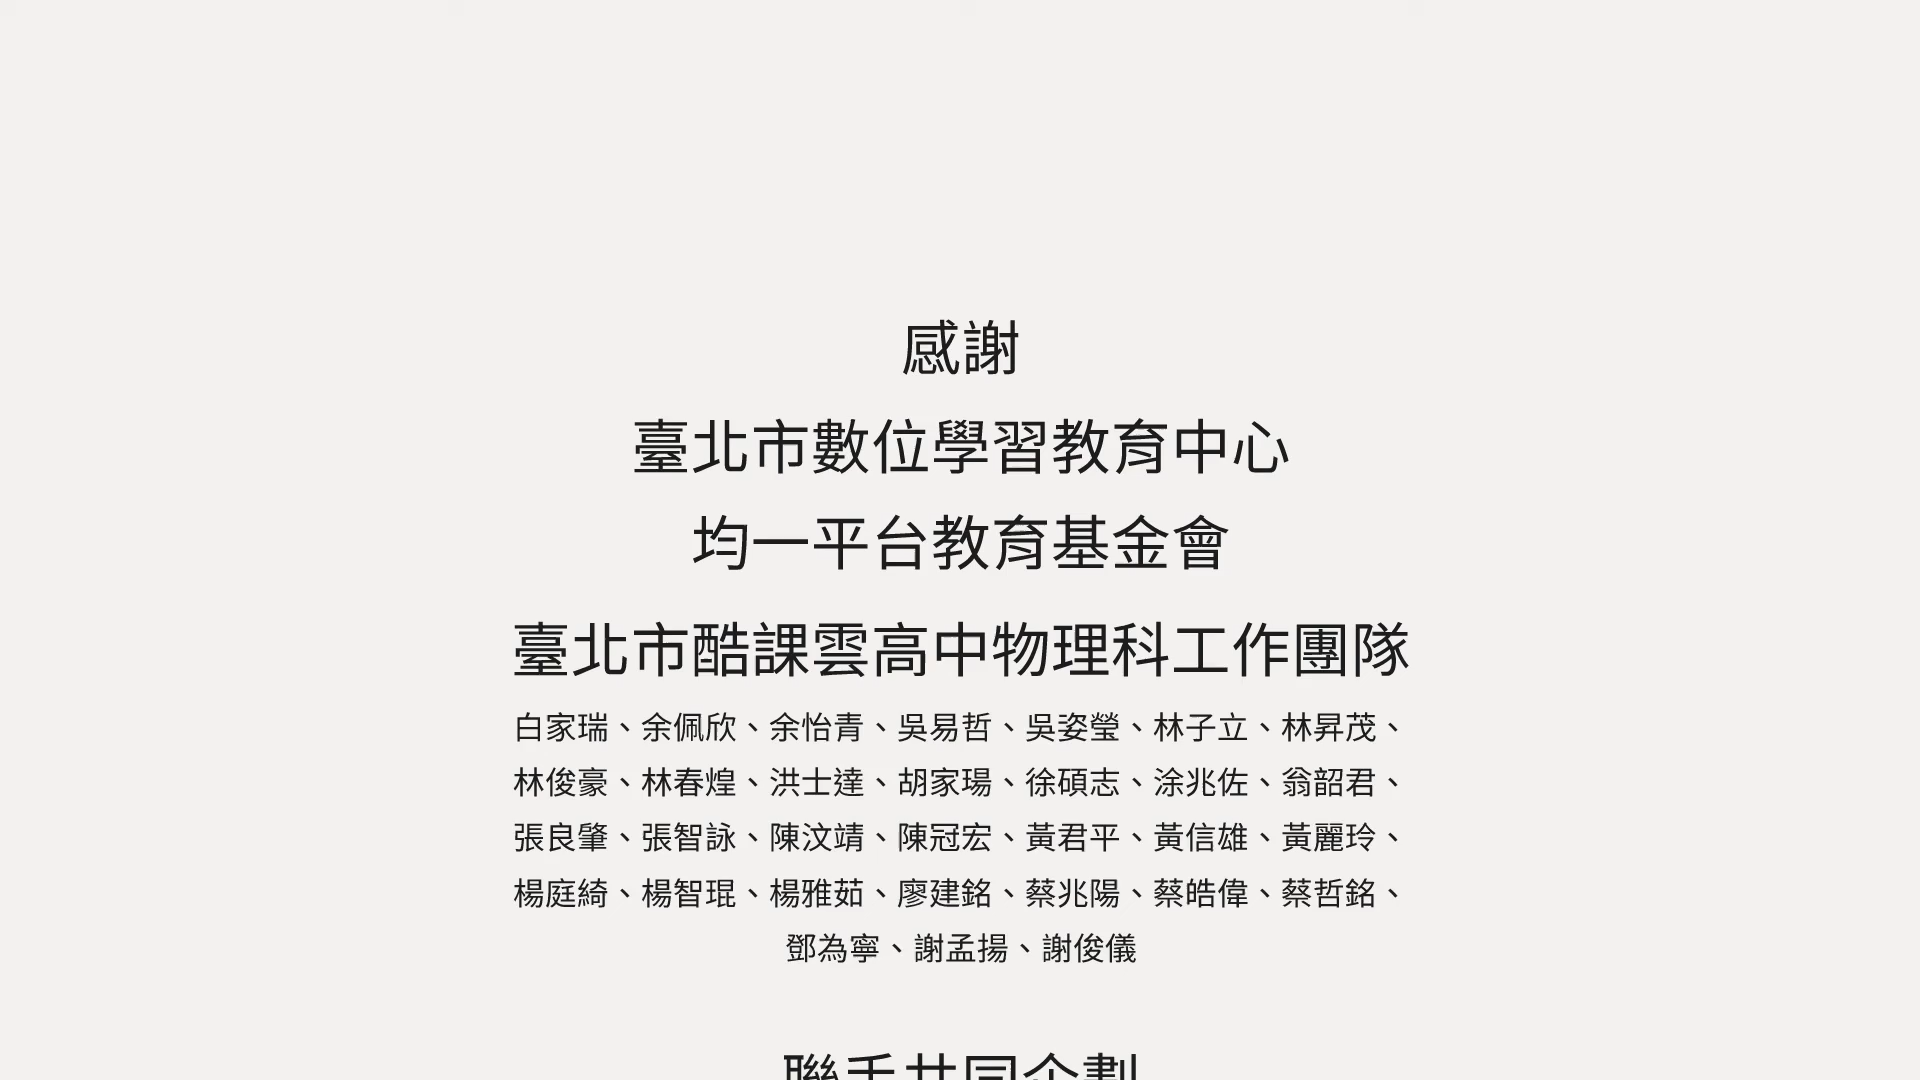 感謝
臺北市數位學習教育中心
均一平台教育基金會
臺北市酷課雲高中物理科工作團隊
白家瑞、余佩欣、余怡青、吳易哲、吳姿瑩、林子立、林昇茂、
林俊豪、林春煌、洪士達、胡家瑒、徐碩志、涂兆佐、翁韶君、
張良肇、張智詠、陳汶靖、陳冠宏、黃君平、黃信雄、黃麗玲、
楊庭綺、楊智琨、楊雅茹、廖建銘、蔡兆陽、蔡皓偉、蔡哲銘、
鄧為寧、謝孟揚、謝俊儀
聯手共同企劃